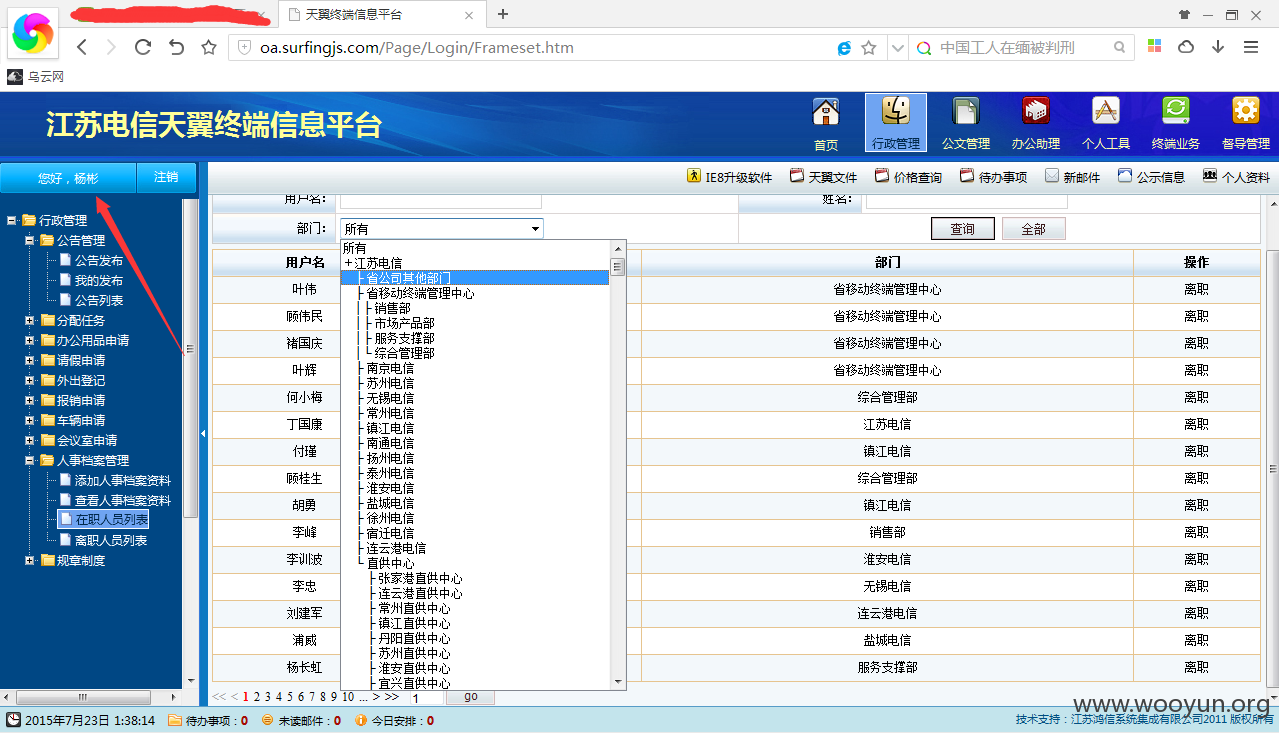 天翼终端信息平台
oa.surfingjs.com/Page/Login/Frameset.htm
中国工人在缅被判刑
乌云网
江苏电信天翼终端信息平台
首页 行政管理 公文管理 办公助理 个人工具 终端业务 督导管理
您好，杨彬 注销
IE8升级软件 天翼文件 价格查询 待办事项 新邮件 公示信息 个人资料
行政管理
公告管理
公告发布
我的发布
公告列表
分配任务
办公用品申请
请假申请
外出登记
报销申请
车辆申请
会议室申请
人事档案管理
添加人事档案资料
查看人事档案资料
在职人员列表
离职人员列表
规章制度
用户名: 姓名:
部门: 所有 查询 全部
所有
+江苏电信
├省公司其他部门
├省移动终端管理中心
│├销售部
│├市场产品部
│├服务支撑部
│└综合管理部
├南京电信
├苏州电信
├无锡电信
├常州电信
├镇江电信
├南通电信
├扬州电信
├泰州电信
├淮安电信
├盐城电信
├徐州电信
├宿迁电信
├连云港电信
└直供中心
├张家港直供中心
├连云港直供中心
├常州直供中心
├镇江直供中心
├丹阳直供中心
├苏州直供中心
├淮安直供中心
├宜兴直供中心
用户名 部门 操作
叶伟 省移动终端管理中心 离职
顾伟民 省移动终端管理中心 离职
褚国庆 省移动终端管理中心 离职
叶辉 省移动终端管理中心 离职
何小梅 综合管理部 离职
丁国康 江苏电信 离职
付瑾 镇江电信 离职
顾桂生 综合管理部 离职
胡勇 镇江电信 离职
李峰 销售部 离职
李训波 淮安电信 离职
李忠 无锡电信 离职
刘建军 连云港电信 离职
浦威 盐城电信 离职
杨长虹 服务支撑部 离职
<< < 1 2 3 4 5 6 7 8 9 10 ... > >> 1 go
www.wooyun.org
2015年7月23日 1:38:14 待办事项：0 未读邮件：0 今日安排：0
技术支持：江苏鸿信系统集成有限公司2011 版权所有